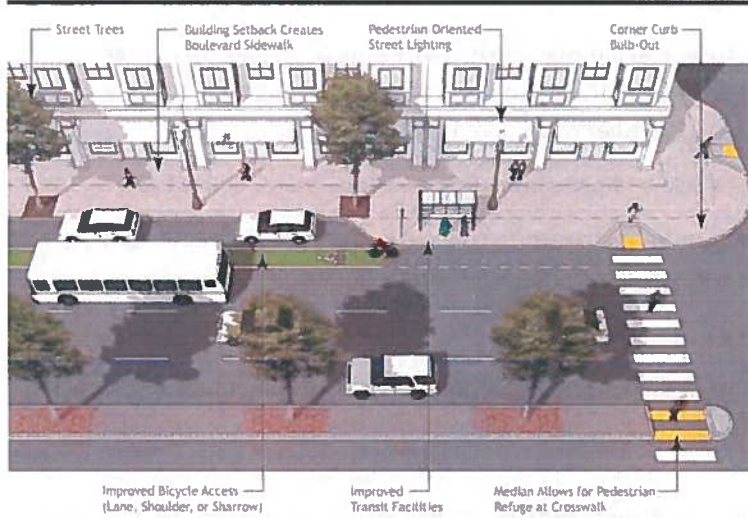 Street Trees
Building Setback Creates
Boulevard Sidewalk
Pedestrian Oriented
Street Lighting
Corner Curb
Bulb-Out
Improved Bicycle Access
(Lane, Shoulder, or Sharrow)
Improved
Transit Facilities
Median Allows for Pedestrian
Refuge at Crosswalk